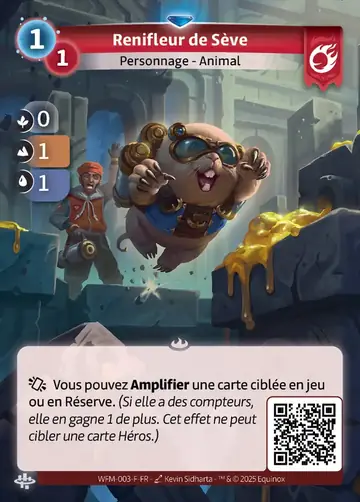 1
Renifleur de Sève
1
Personnage - Animal
0
1
1
Vous pouvez Amplifier une carte ciblée en jeu
ou en Réserve. (Si elle a des compteurs,
elle en gagne 1 de plus. Cet effet ne peut
cibler une carte Héros.)
WFM-003-F-FR - Kevin Sidharta - ™ & © 2025 Equinox